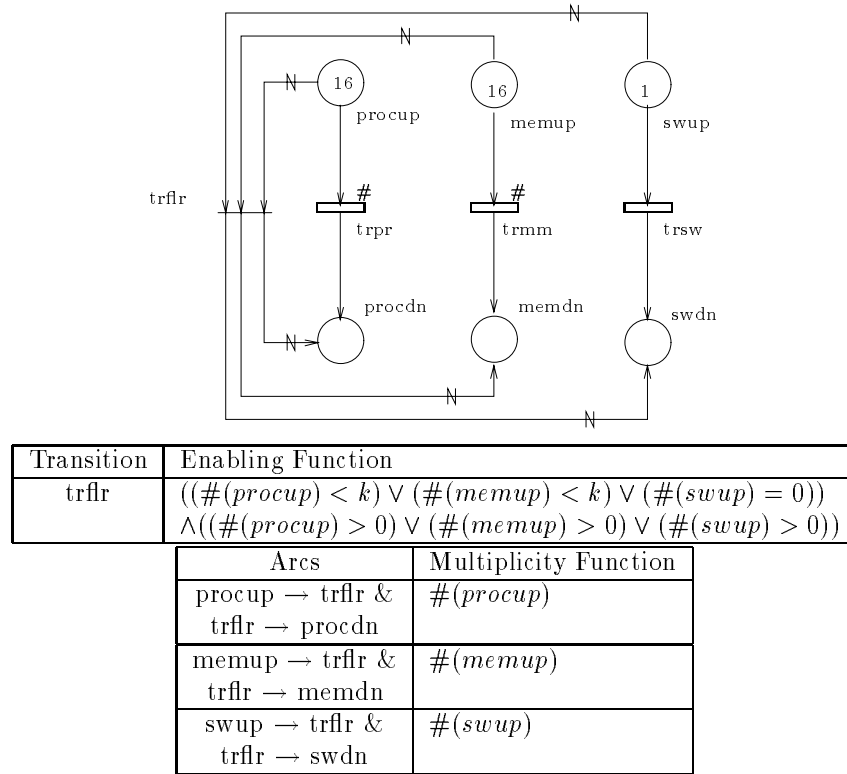 N
N
16
16
1
N
procup
memup
swup
trflr
#
#
trpr
trmm
trsw
procdn
memdn
swdn
N
N
N
Transition Enabling Function
trflr ((#(procup) < k) ∨ (#(memup) < k) ∨ (#(swup) = 0))
∧((#(procup) > 0) ∨ (#(memup) > 0) ∨ (#(swup) > 0))
Arcs Multiplicity Function
procup → trflr & #(procup)
trflr → procdn
memup → trflr & #(memup)
trflr → memdn
swup → trflr & #(swup)
trflr → swdn